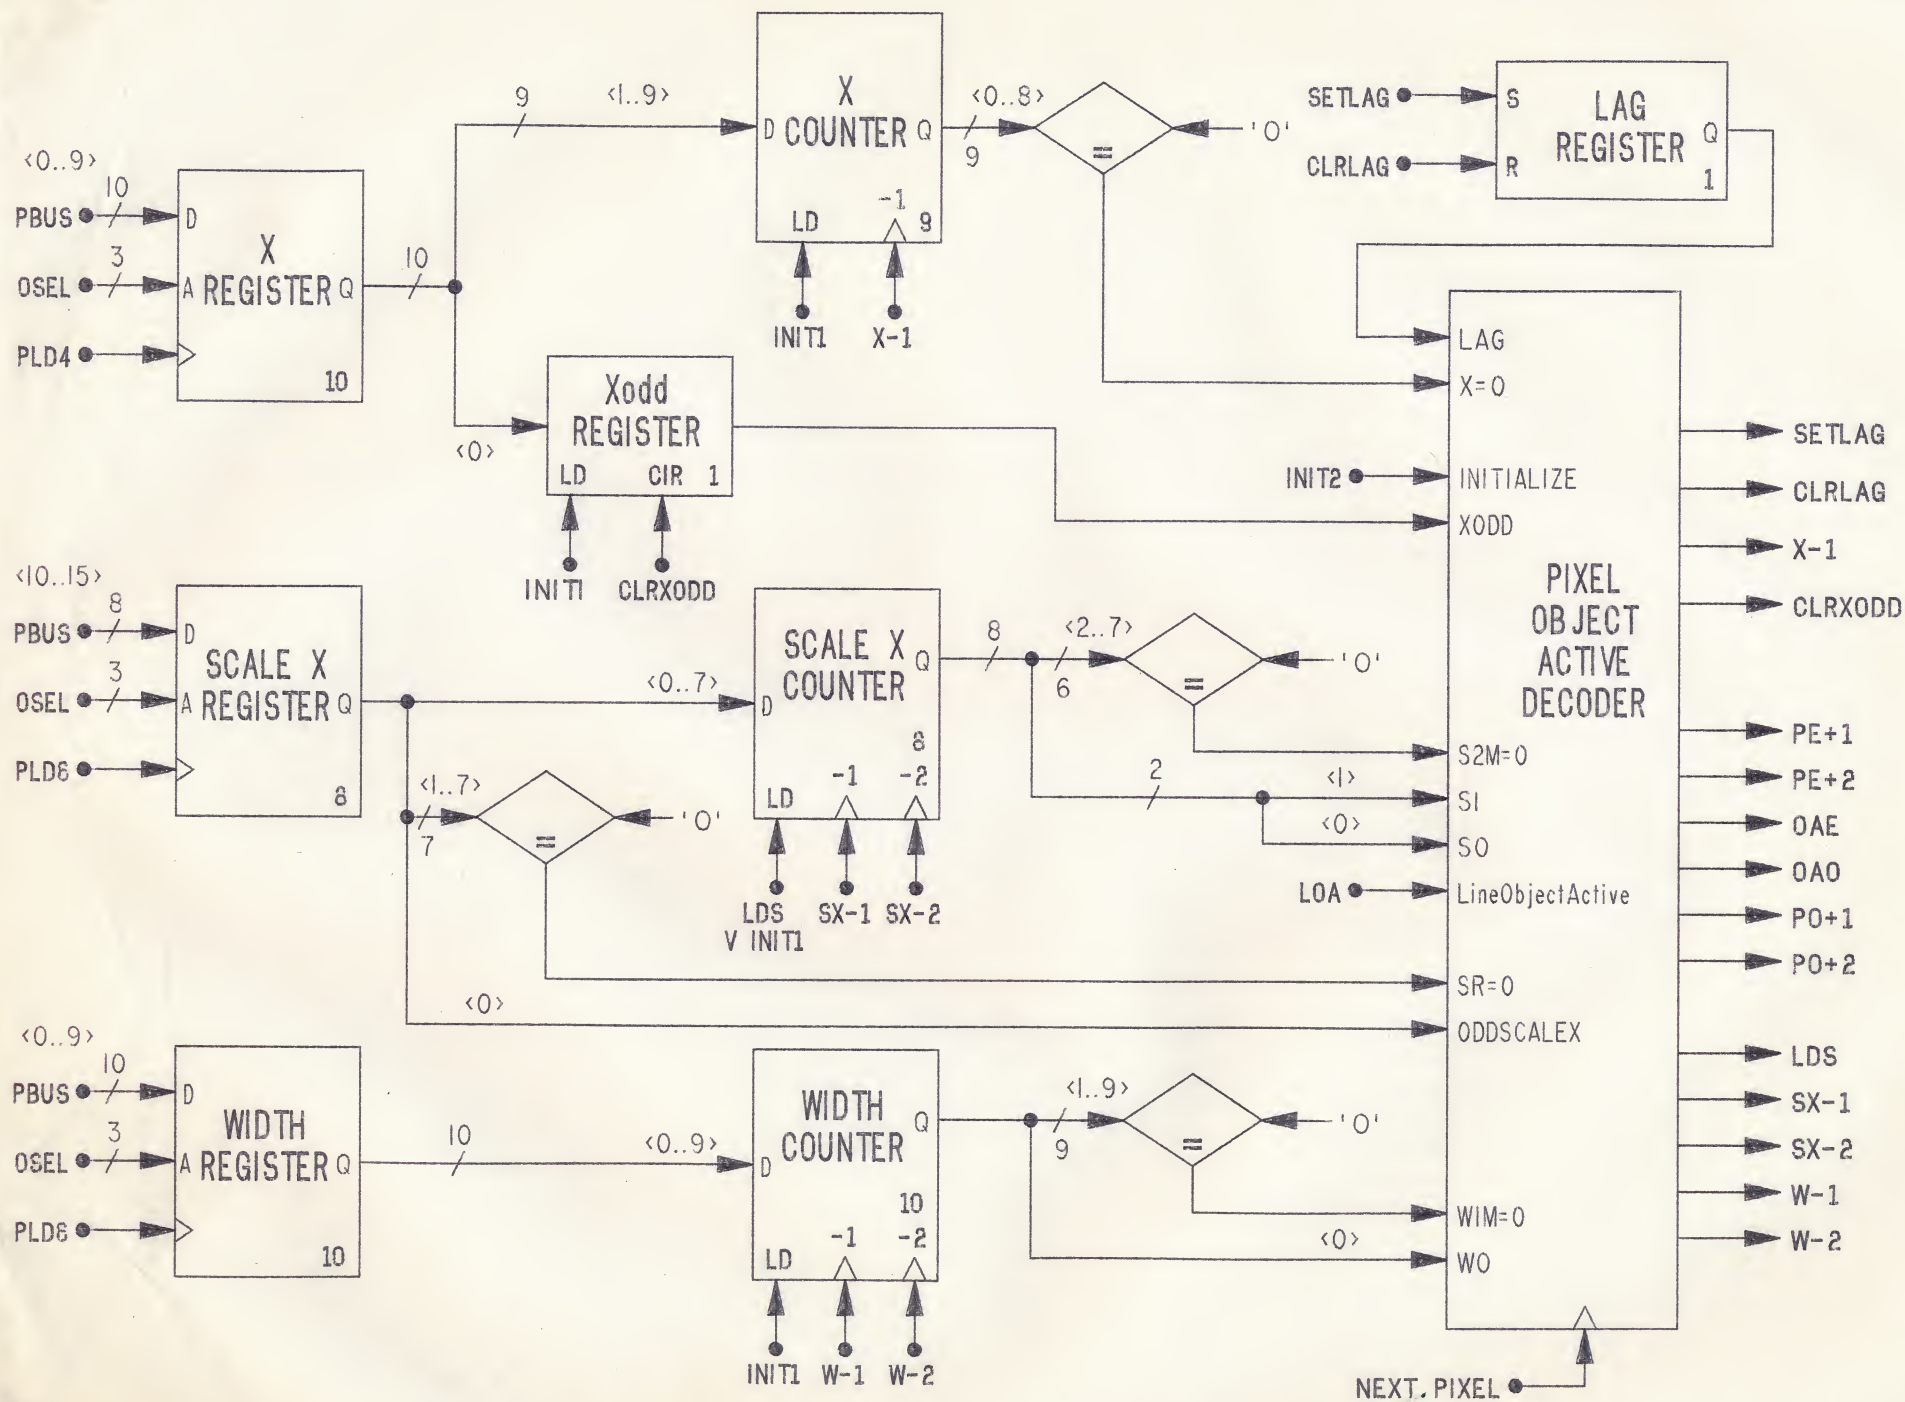 <0..9>
PBUS
10
D
OSEL
3
A
PLD4
X
REGISTER
Q
10
10
9
<1..9>
D
X
COUNTER
Q
LD
-1
9
INIT1
X-1
<0..8>
9
=
'0'
SETLAG
CLRLAG
S
R
LAG
REGISTER
Q
1
<0>
Xodd
REGISTER
LD
CIR
1
INIT1
CLRXODD
<10..15>
PBUS
8
D
OSEL
3
A
PLD6
SCALE X
REGISTER
Q
8
<0..7>
<1..7>
7
=
'0'
D
SCALE X
COUNTER
Q
8
LD
-1
-2
LDS
V INIT1
SX-1
SX-2
8
<2..7>
6
=
'0'
2
<1>
<0>
<0>
<0..9>
PBUS
10
D
OSEL
3
A
PLD6
WIDTH
REGISTER
Q
10
10
<0..9>
D
WIDTH
COUNTER
Q
10
LD
-1
-2
INIT1
W-1
W-2
<1..9>
9
=
'0'
<0>
LAG
X=0
INIT2
INITIALIZE
XODD
PIXEL
OBJECT
ACTIVE
DECODER
S2M=0
S1
S0
LOA
LineObjectActive
SR=0
ODDSCALEX
W1M=0
W0
NEXT.PIXEL
SETLAG
CLRLAG
X-1
CLRXODD
PE+1
PE+2
OAE
OAO
PO+1
PO+2
LDS
SX-1
SX-2
W-1
W-2